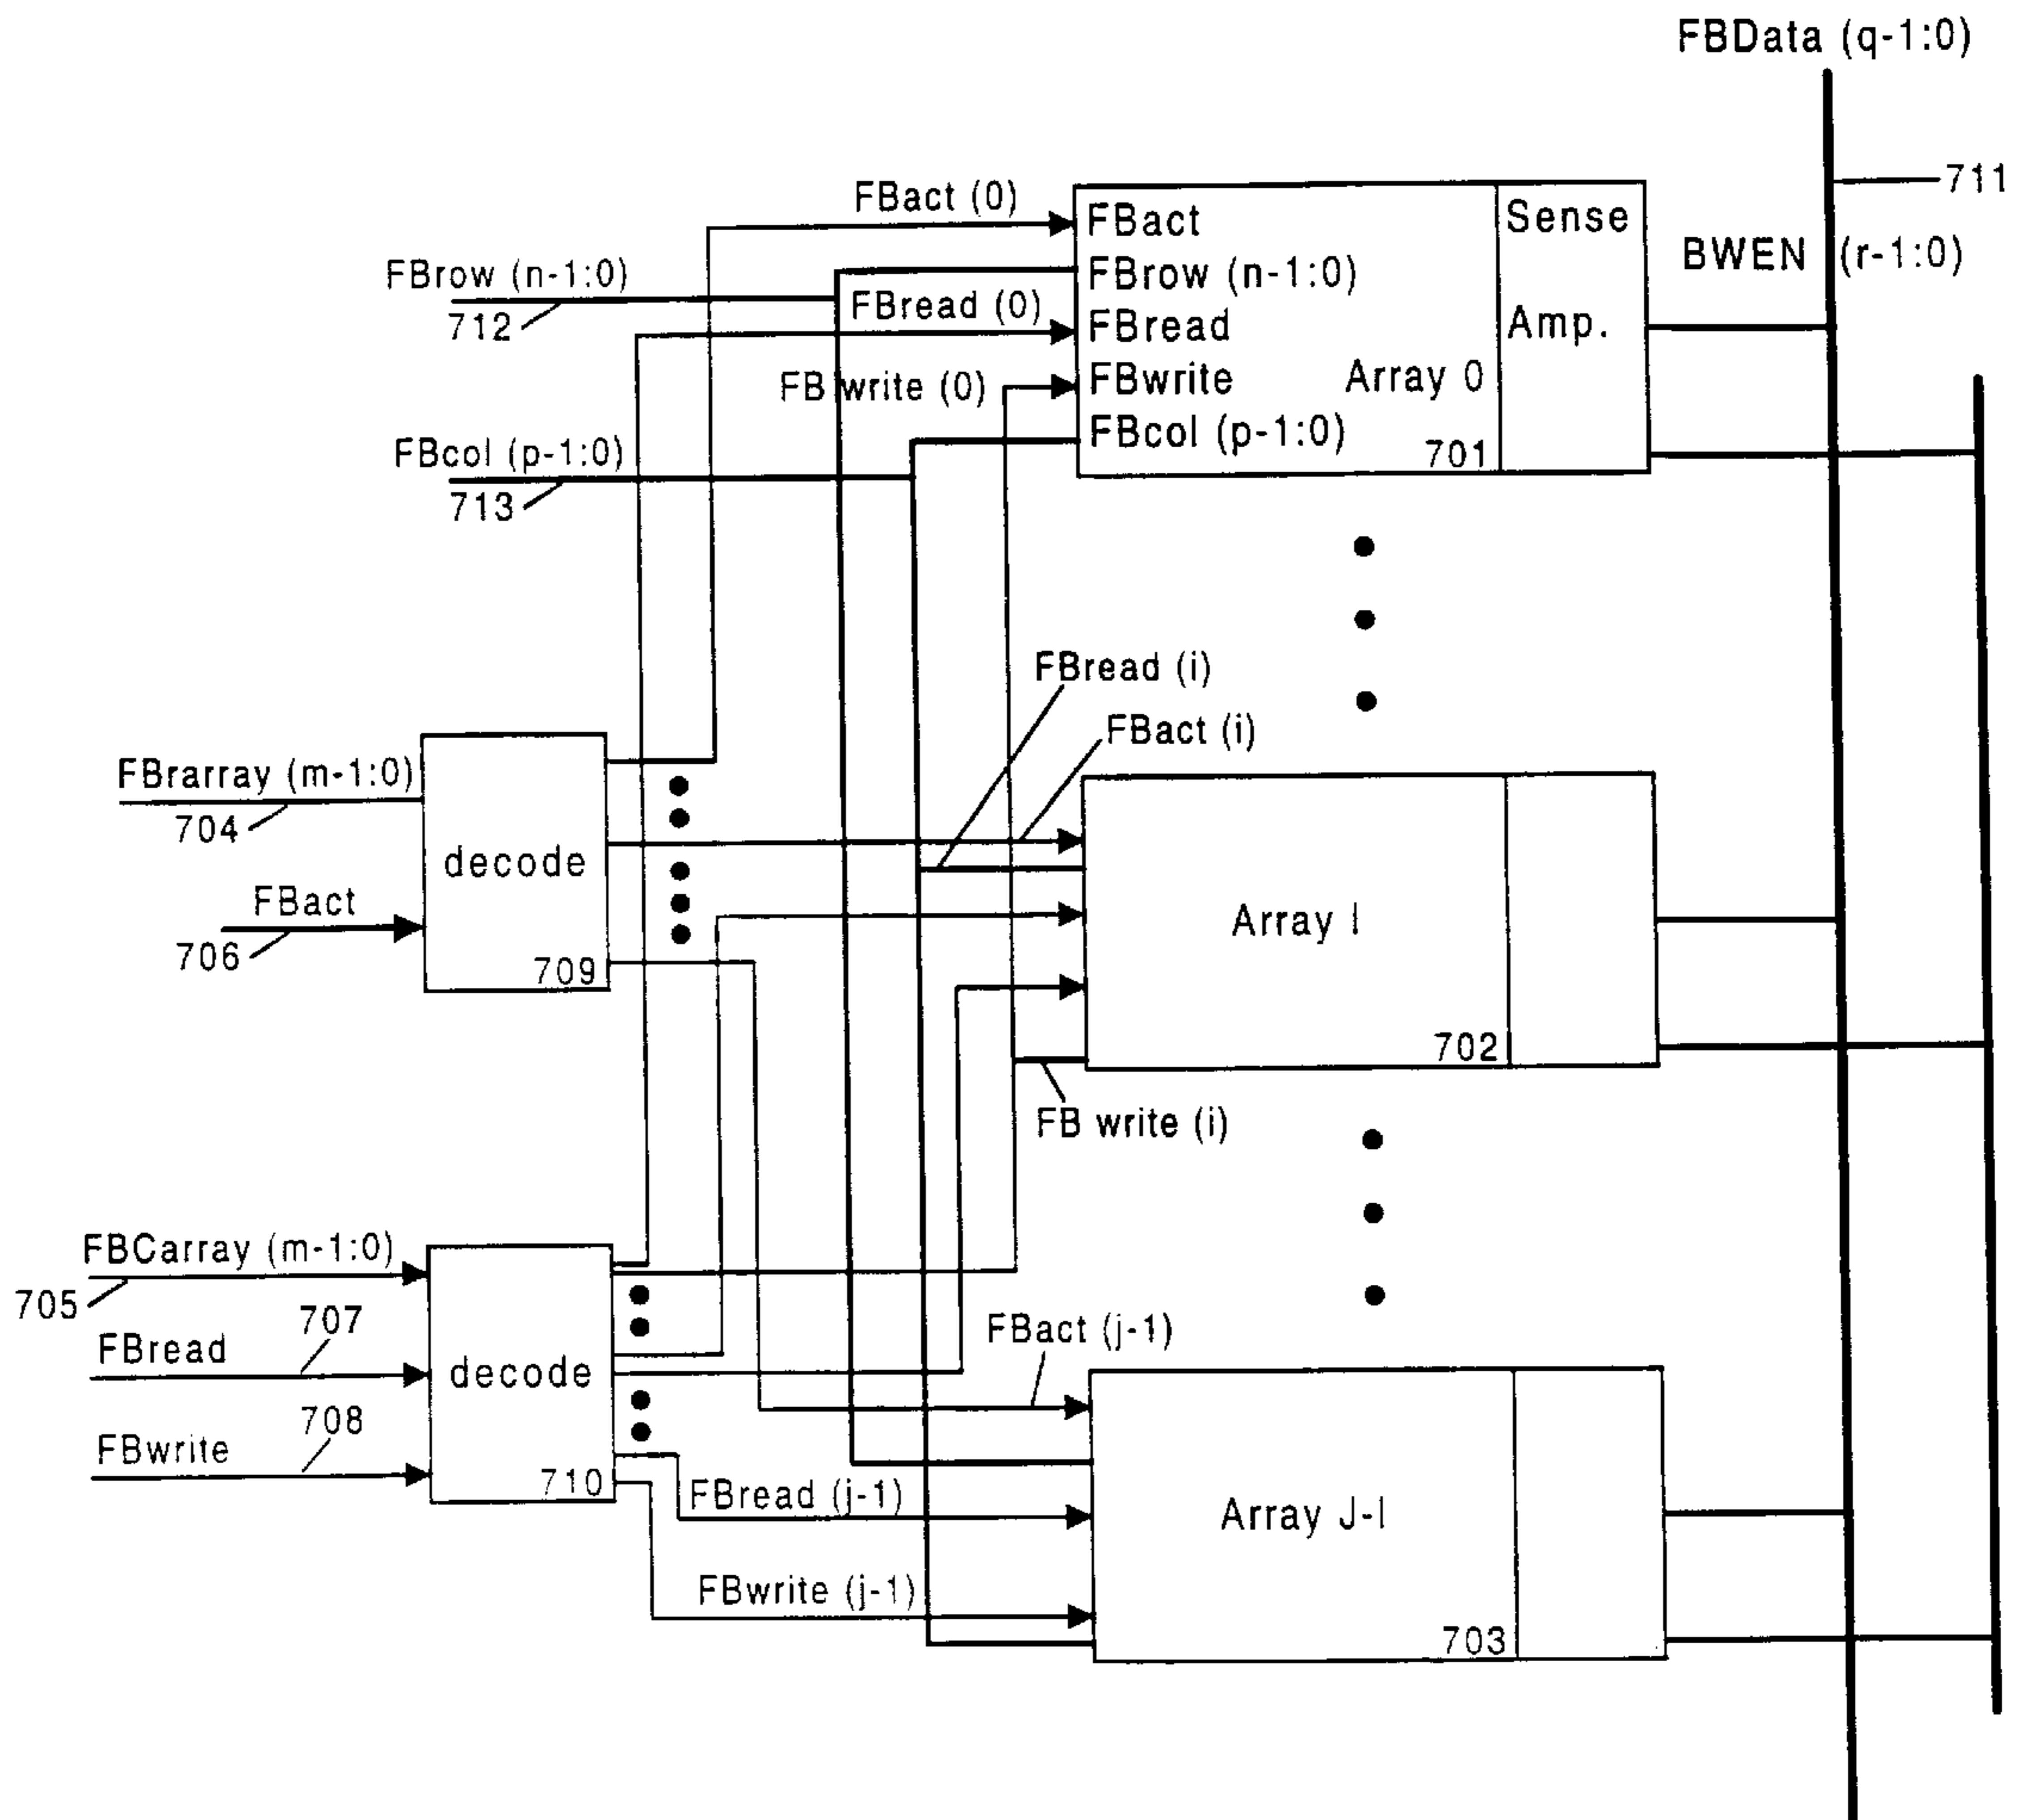 FBData (q-1:0)
711
BWEN (r-1:0)
FBact (0)
FBrow (n-1:0)
712
FBread (0)
FB write (0)
FBcol (p-1:0)
713
FBact
FBrow (n-1:0)
FBread
FBwrite
FBcol (p-1:0)
Array 0
701
Sense
Amp.
FBread (i)
FBact (i)
FBrarray (m-1:0)
704
FBact
706
decode
709
Array I
702
FB write (i)
FBCarray (m-1:0)
705
707
FBread
708
FBwrite
decode
710
FBact (j-1)
FBread (j-1)
FBwrite (j-1)
Array J-I
703